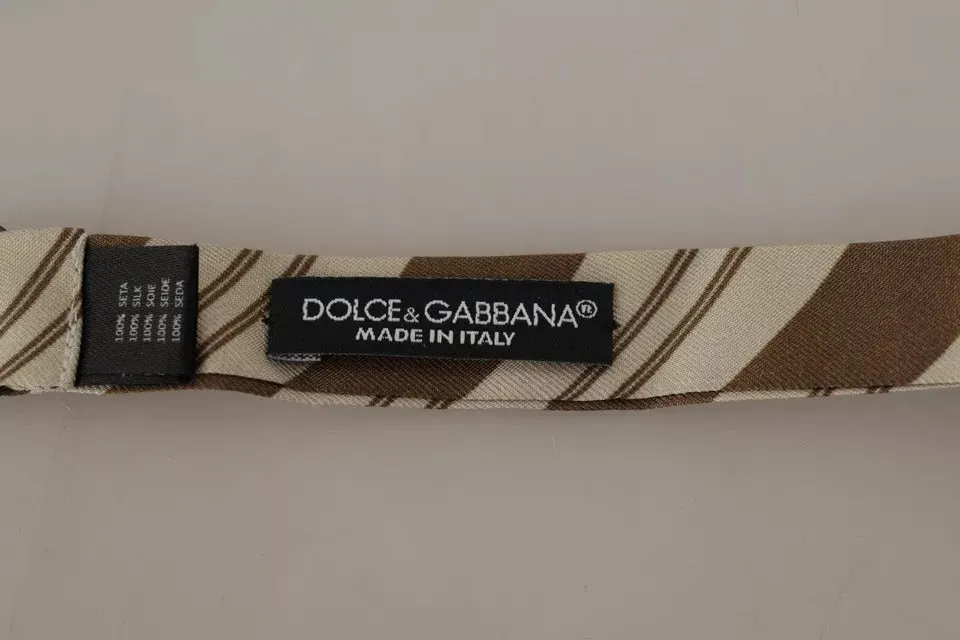 100% SETA
100% SILK
100% SOIE
100% SEIDE
100% SEDA
DOLCE & GABBANA®
MADE IN ITALY